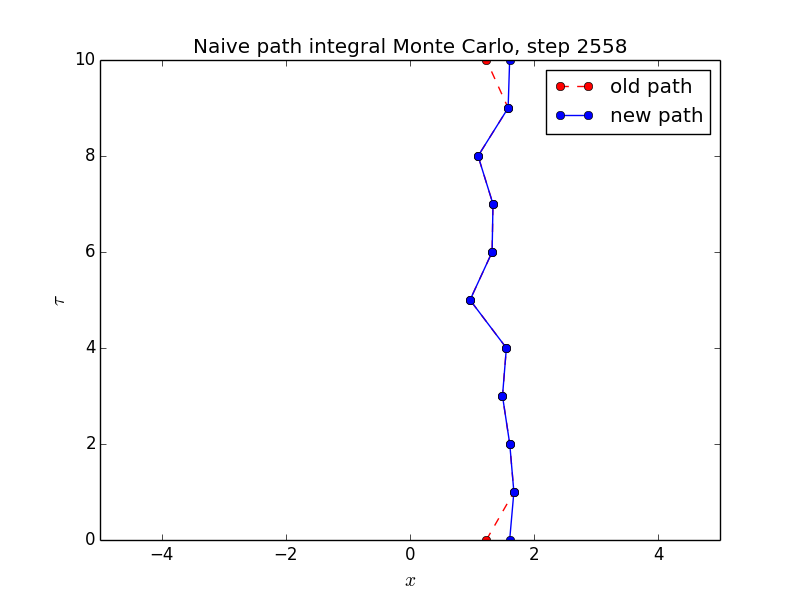 Naive path integral Monte Carlo, step 2558
10
old path
new path
8
6
τ
4
2
0
−4 −2 0 2 4
x